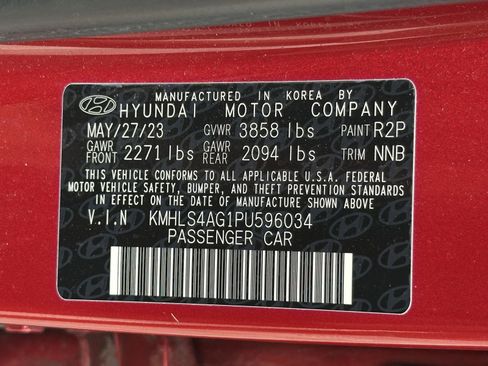 MANUFACTURED IN KOREA BY
HYUNDAI MOTOR COMPANY
MAY/27/23 GVWR 3858 lbs PAINT R2P
GAWR FRONT 2271 lbs GAWR REAR 2094 lbs TRIM NNB
THIS VEHICLE CONFORMS TO ALL APPLICABLE U.S.A. FEDERAL
MOTOR VEHICLE SAFETY, BUMPER, AND THEFT PREVENTION STANDARDS
IN EFFECT ON THE DATE OF MANUFACTURE SHOWN ABOVE
V.I.N KMHLS4AG1PU596034
PASSENGER CAR